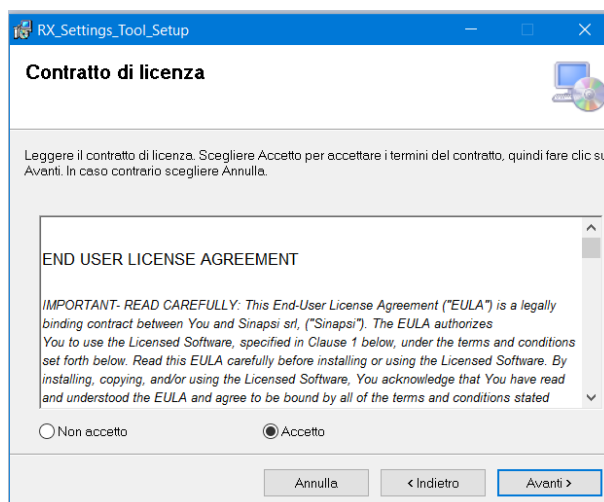 RX_Settings_Tool_Setup
Contratto di licenza
Leggere il contratto di licenza. Scegliere Accetto per accettare i termini del contratto, quindi fare clic su
Avanti. In caso contrario scegliere Annulla.
END USER LICENSE AGREEMENT
IMPORTANT- READ CAREFULLY: This End-User License Agreement ("EULA") is a legally
binding contract between You and Sinapsi srl, ("Sinapsi"). The EULA authorizes
You to use the Licensed Software, specified in Clause 1 below, under the terms and conditions
set forth below. Read this EULA carefully before installing or using the Licensed Software. By
installing, copying, and/or using the Licensed Software, You acknowledge that You have read
and understood the EULA and agree to be bound by all of the terms and conditions stated
Non accetto Accetto
Annulla < Indietro Avanti >